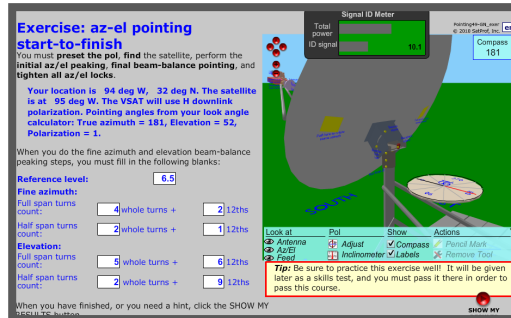 Exercise: az-el pointing
start-to-finish
You must preset the pol, find the satellite, perform the
initial az/el peaking, final beam-balance pointing, and
tighten all az/el locks.
Your location is 94 deg W, 32 deg N. The satellite
is at 95 deg W. The VSAT will use H downlink
polarization. Pointing angles from your look angle
calculator: True azimuth = 181, Elevation = 52,
Polarization = 1.
When you do the fine azimuth and elevation beam-balance
peaking steps, you must fill in the following blanks:
Reference level: 6.5
Fine azimuth:
Full span turns
count: 4 whole turns + 2 12ths
Half span turns
count: 2 whole turns + 1 12ths
Elevation:
Full span turns
count: 5 whole turns + 6 12ths
Half span turns
count: 2 whole turns + 9 12ths
When you have finished, or you need a hint, click the SHOW MY
RESULTS button
Signal ID Meter
Total
power
ID signal 10.1
Pointing49-NN_exer
© 2018 SatProf, Inc.
Compass
181
SOUTH
Look at Pol Show Actions
Antenna Adjust Compass Pencil Mark
Az/El Inclinometer Labels Remove Tool
Feed
Tip: Be sure to practice this exercise well! It will be given
later as a skills test, and you must pass it there in order to
pass this course.
SHOW MY